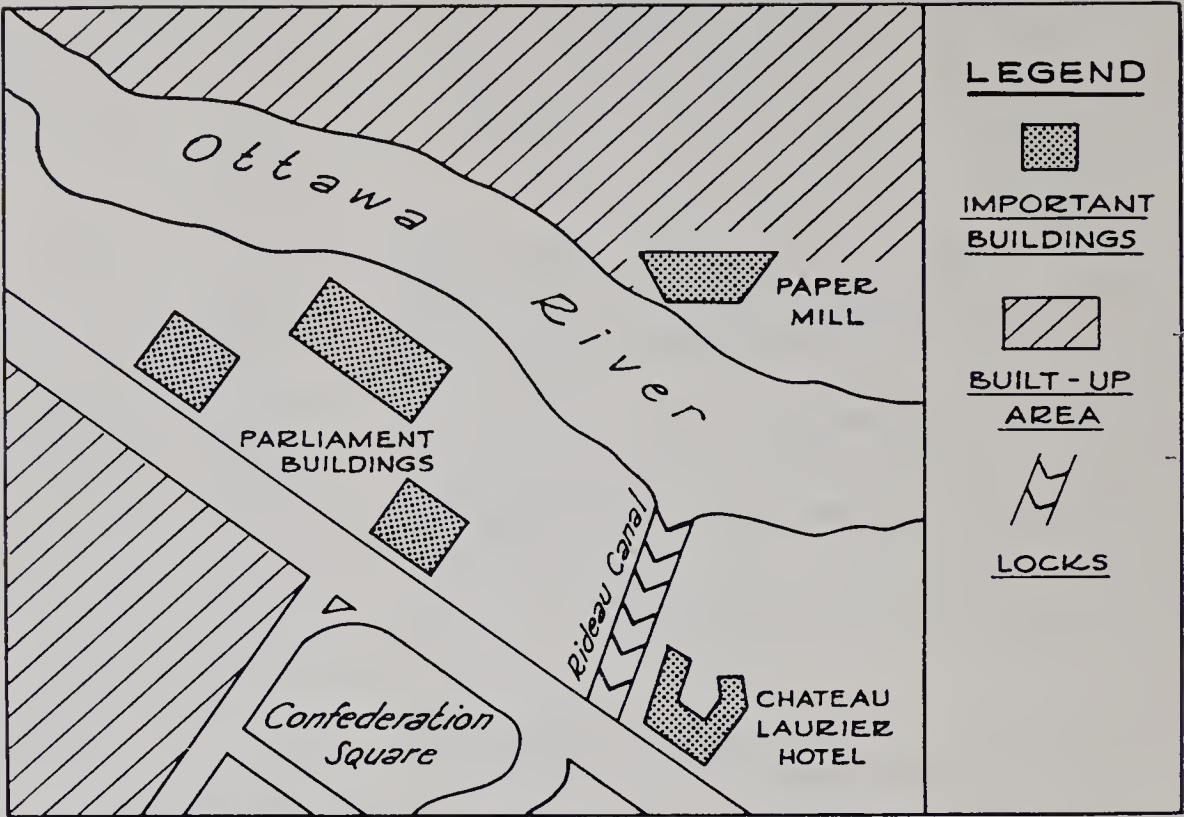 Ottawa
River
PAPER
MILL
PARLIAMENT
BUILDINGS
Rideau Canal
CHATEAU
LAURIER
HOTEL
Confederation
Square
LEGEND
IMPORTANT
BUILDINGS
BUILT-UP
AREA
LOCKS